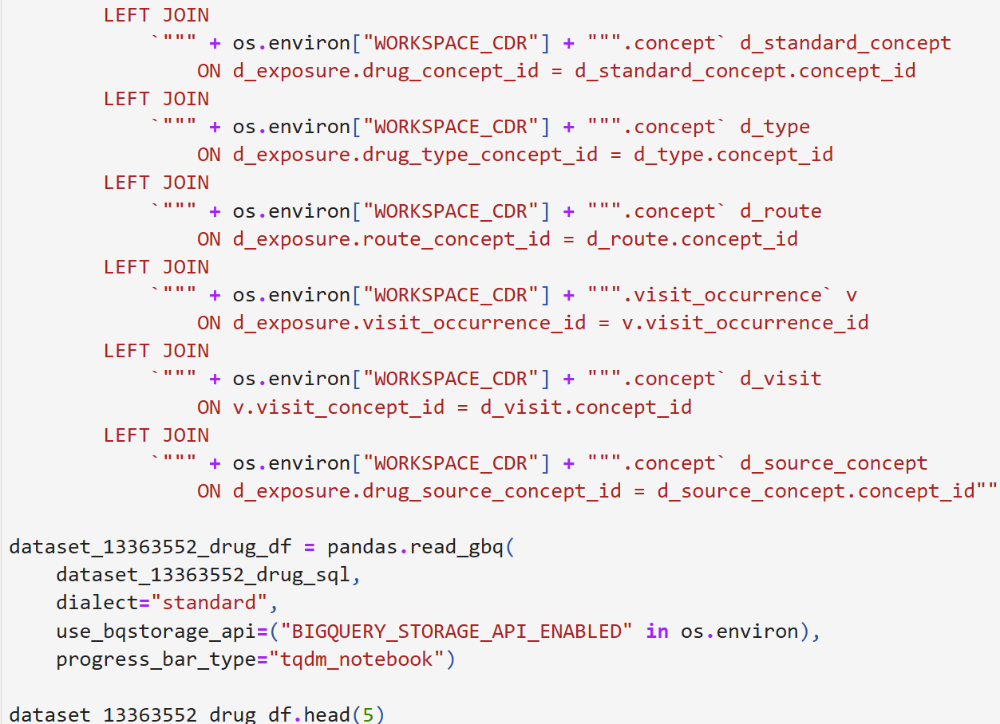 LEFT JOIN
`""" + os.environ["WORKSPACE_CDR"] + """.concept` d_standard_concept
ON d_exposure.drug_concept_id = d_standard_concept.concept_id
LEFT JOIN
`""" + os.environ["WORKSPACE_CDR"] + """.concept` d_type
ON d_exposure.drug_type_concept_id = d_type.concept_id
LEFT JOIN
`""" + os.environ["WORKSPACE_CDR"] + """.concept` d_route
ON d_exposure.route_concept_id = d_route.concept_id
LEFT JOIN
`""" + os.environ["WORKSPACE_CDR"] + """.visit_occurrence` v
ON d_exposure.visit_occurrence_id = v.visit_occurrence_id
LEFT JOIN
`""" + os.environ["WORKSPACE_CDR"] + """.concept` d_visit
ON v.visit_concept_id = d_visit.concept_id
LEFT JOIN
`""" + os.environ["WORKSPACE_CDR"] + """.concept` d_source_concept
ON d_exposure.drug_source_concept_id = d_source_concept.concept_id""
dataset_13363552_drug_df = pandas.read_gbq(
dataset_13363552_drug_sql,
dialect="standard",
use_bqstorage_api=("BIGQUERY_STORAGE_API_ENABLED" in os.environ),
progress_bar_type="tqdm_notebook")
dataset_13363552_drug_df.head(5)